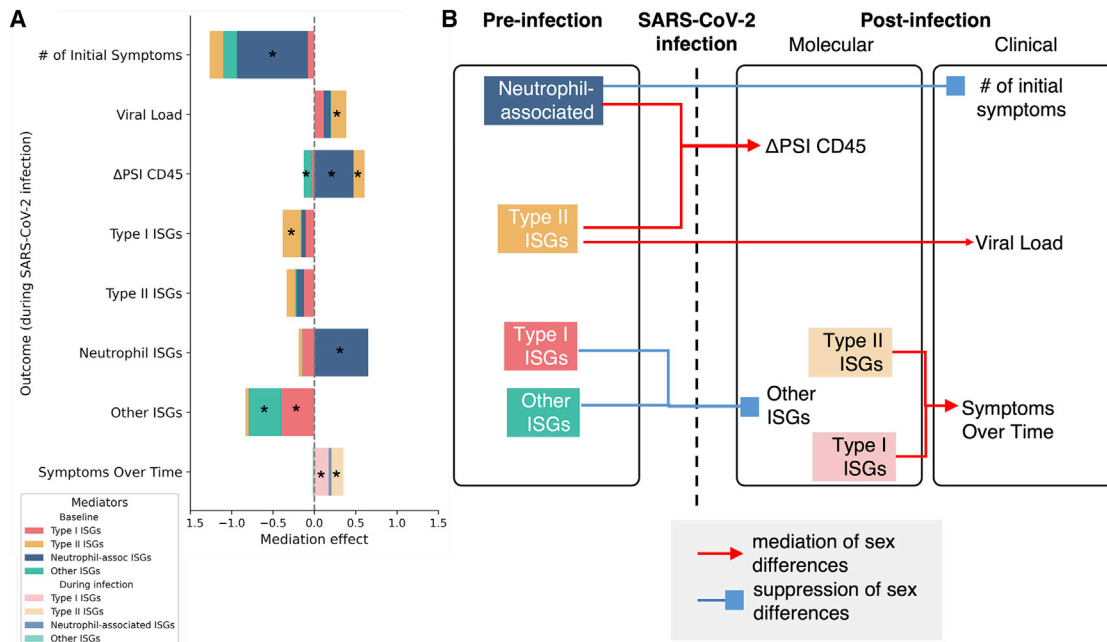 A
Outcome (during SARS-CoV-2 infection)
# of Initial Symptoms
*
Viral Load
*
ΔPSI CD45
* * *
Type I ISGs
*
Type II ISGs
Neutrophil ISGs
*
Other ISGs
* *
Symptoms Over Time
* *
1.5 −1.0 −0.5 0.0 0.5 1.0 1.5
Mediation effect
Mediators
Baseline
Type I ISGs
Type II ISGs
Neutrophil-assoc ISGs
Other ISGs
During infection
Type I ISGs
Type II ISGs
Neutrophil-associated ISGs
Other ISGs
B
Pre-infection
SARS-CoV-2
infection
Post-infection
Molecular
Clinical
Neutrophil-
associated
# of initial
symptoms
ΔPSI CD45
Type II
ISGs
Viral Load
Type I
ISGs
Other
ISGs
Other
ISGs
Type II
ISGs
Type I
ISGs
Symptoms
Over Time
mediation of sex
differences
suppression of sex
differences